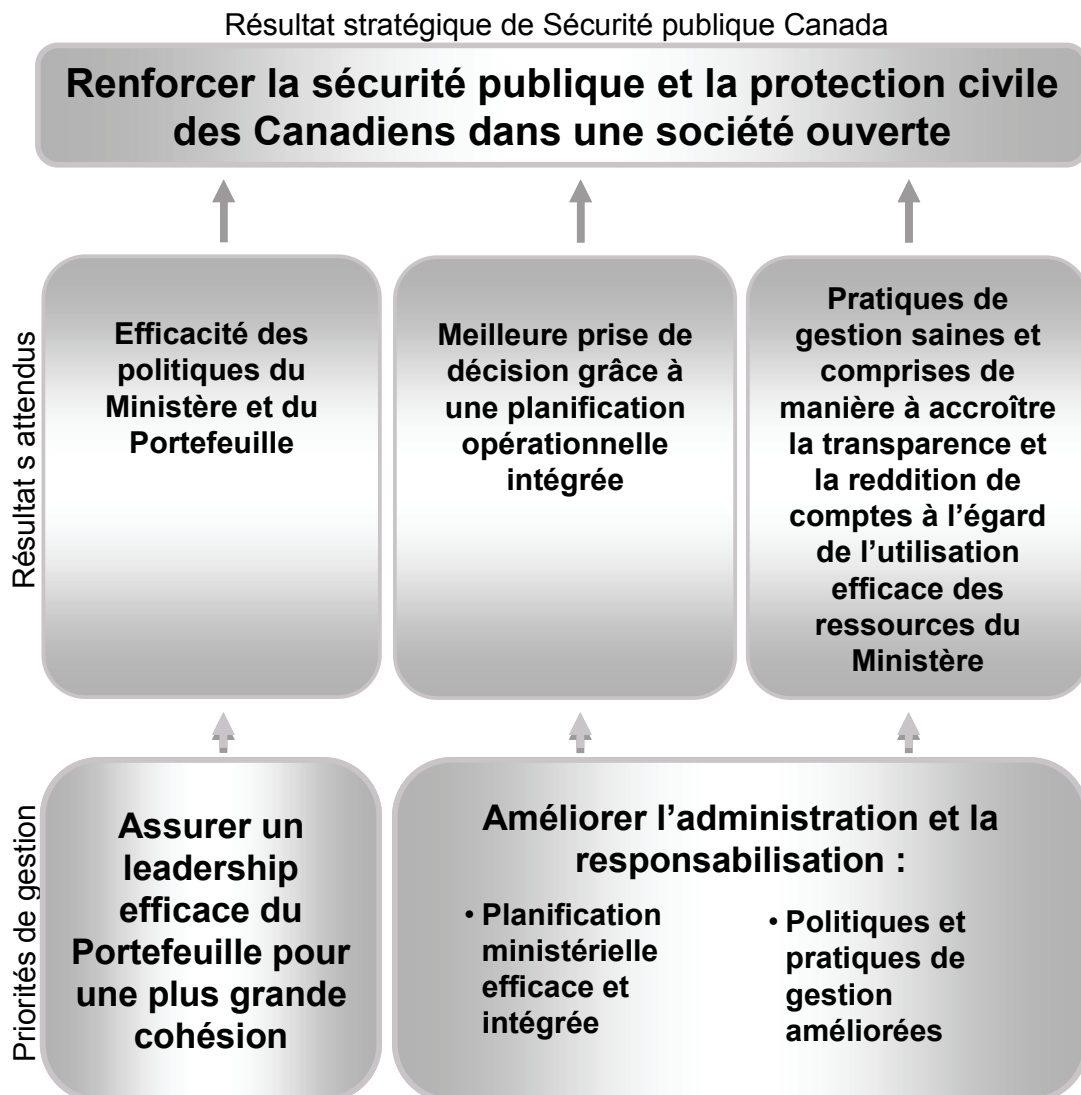 Résultat stratégique de Sécurité publique Canada
Renforcer la sécurité publique et la protection civile
des Canadiens dans une société ouverte
Résultat s attendus
Efficacité des
politiques du
Ministère et du
Portefeuille
Meilleure prise de
décision grâce à
une planification
opérationnelle
intégrée
Pratiques de
gestion saines et
comprises de
manière à accroître
la transparence et
la reddition de
comptes à l’égard
de l’utilisation
efficace des
ressources du
Ministère
Priorités de gestion
Assurer un
leadership
efficace du
Portefeuille pour
une plus grande
cohésion
Améliorer l’administration et la
responsabilisation :
• Planification
ministérielle
efficace et
intégrée
• Politiques et
pratiques de
gestion
améliorées